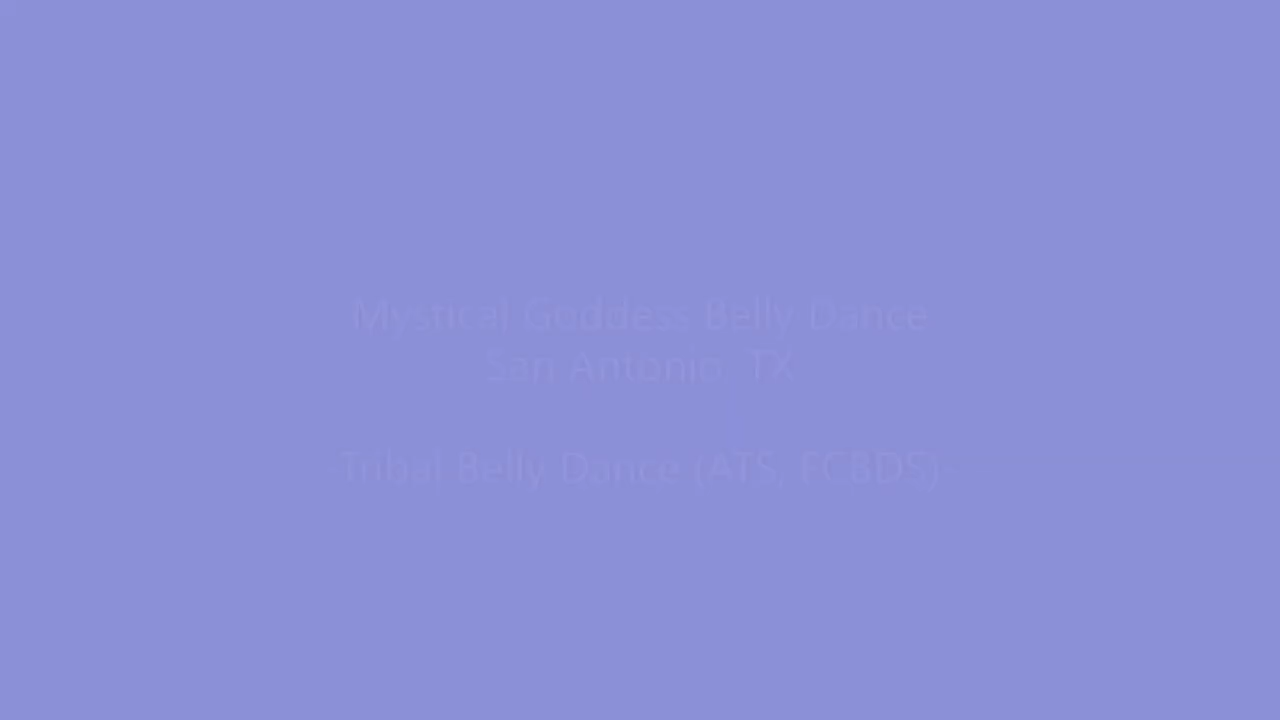 Mystical Goddess Belly Dance
San Antonio, TX
-Tribal Belly Dance (ATS, FCBDS)-